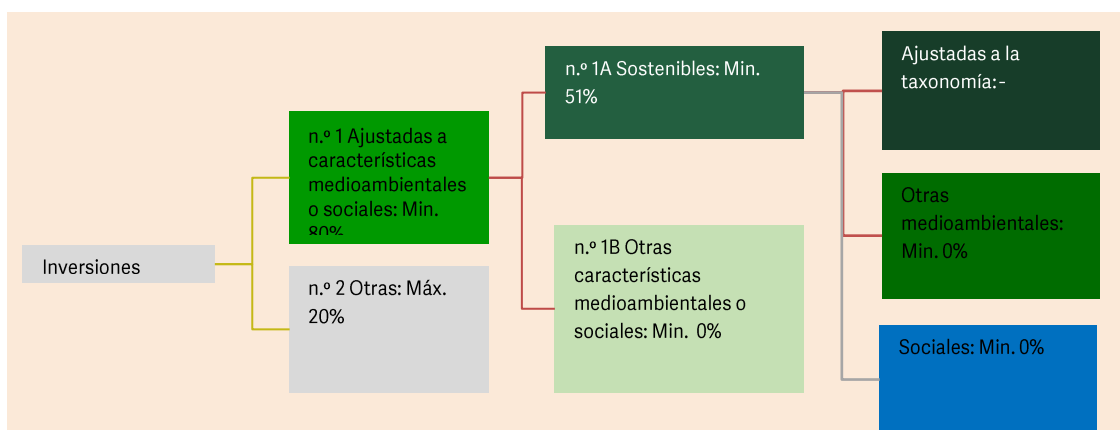 Inversiones
n.º 1 Ajustadas a
características
medioambientales
o sociales: Min.
80%
n.º 2 Otras: Máx.
20%
n.º 1A Sostenibles: Min.
51%
n.º 1B Otras
características
medioambientales o
sociales: Min. 0%
Ajustadas a la
taxonomía:-
Otras
medioambientales:
Min. 0%
Sociales: Min. 0%